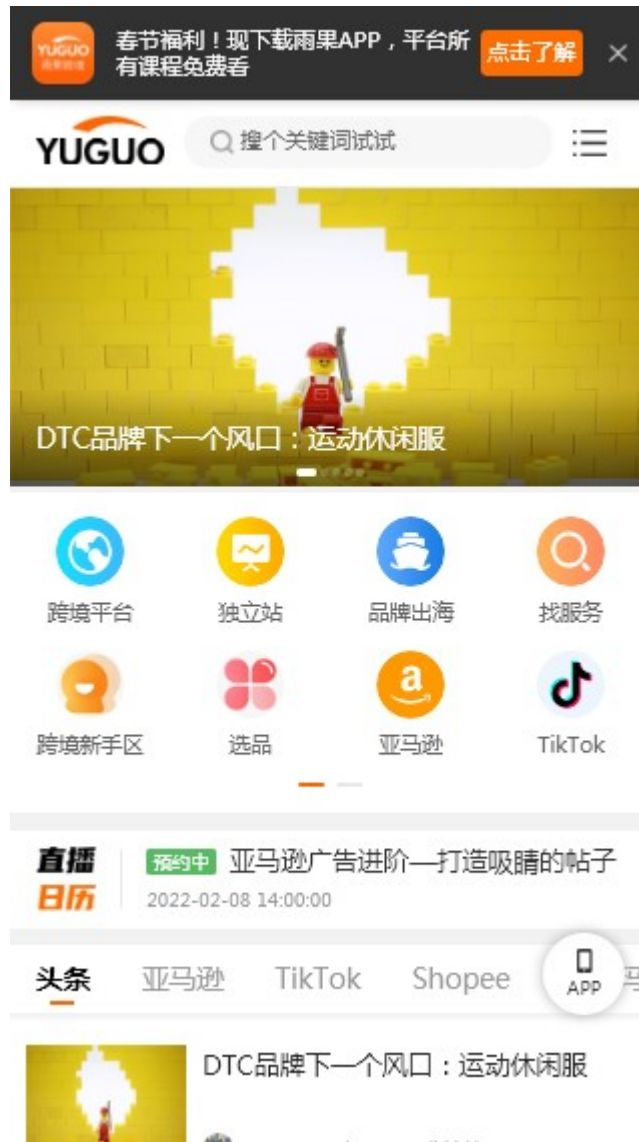 YUGUO
春节福利！现下载雨果APP，平台所
有课程免费看
点击了解
YUGUO
搜个关键词试试
DTC品牌下一个风口：运动休闲服
跨境平台
独立站
品牌出海
找服务
跨境新手区
选品
亚马逊
TikTok
直播
日历
预约中 亚马逊广告进阶—打造吸睛的帖子
2022-02-08 14:00:00
头条 亚马逊 TikTok Shopee
APP
DTC品牌下一个风口：运动休闲服